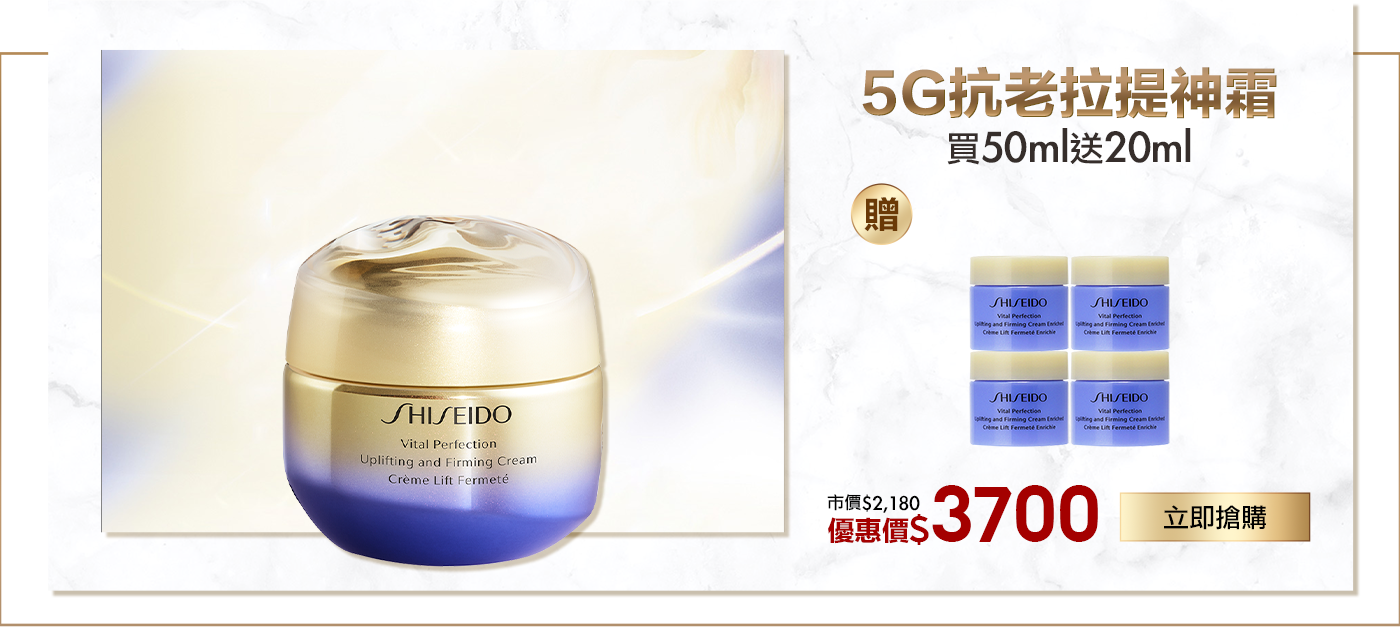 SHISEIDO
Vital Perfection
Uplifting and Firming Cream
Crème Lift Fermeté
5G抗老拉提神霜
買50ml送20ml
贈
SHISEIDO
Vital Perfection
Uplifting and Firming Cream Enriched
Crème Lift Fermeté Enrichie
SHISEIDO
Vital Perfection
Uplifting and Firming Cream Enriched
Crème Lift Fermeté Enrichie
SHISEIDO
Vital Perfection
Uplifting and Firming Cream Enriched
Crème Lift Fermeté Enrichie
SHISEIDO
Vital Perfection
Uplifting and Firming Cream Enriched
Crème Lift Fermeté Enrichie
市價$2,180
優惠價$3700
立即搶購